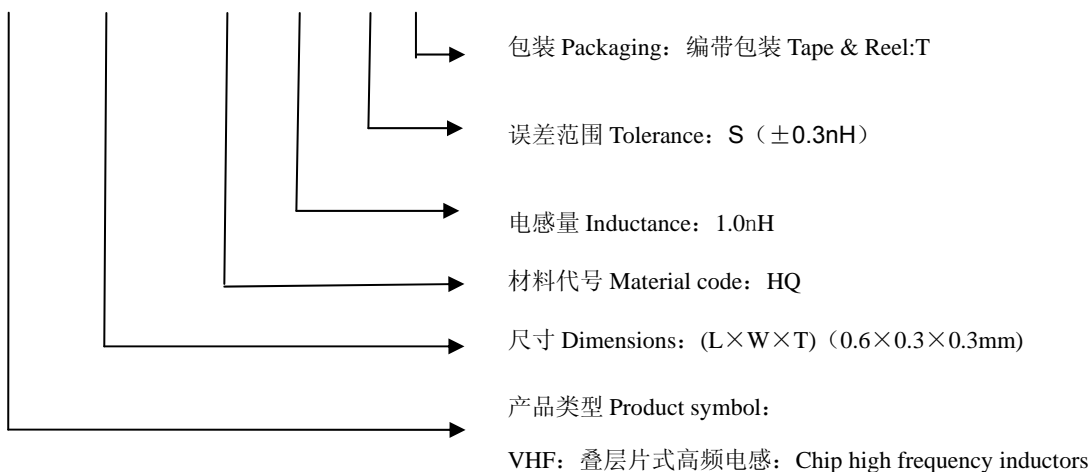 包装 Packaging：编带包装 Tape & Reel:T
误差范围 Tolerance：S（±0.3nH）
电感量 Inductance：1.0nH
材料代号 Material code：HQ
尺寸 Dimensions：(L×W×T)（0.6×0.3×0.3mm)
产品类型 Product symbol：
VHF：叠层片式高频电感：Chip high frequency inductors